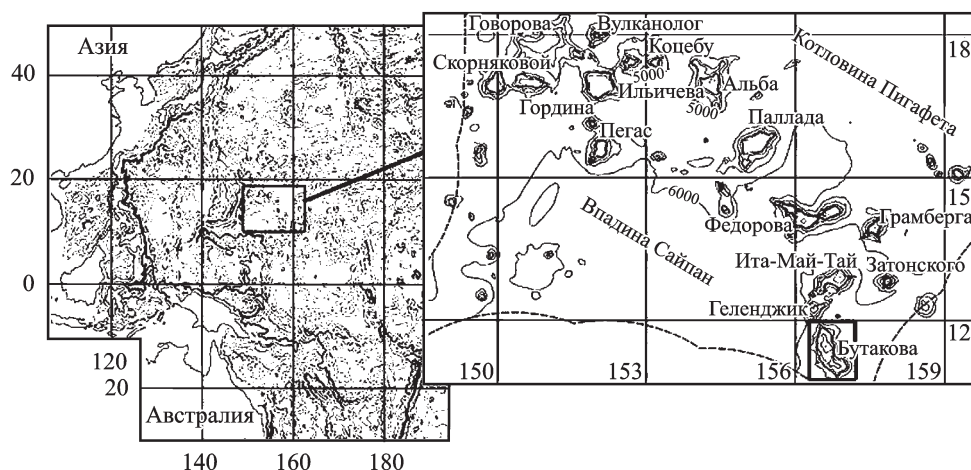 Азия
40
20
0
120
20
Австралия
140 160 180
Говорова Вулканолог
Коцебу
18
Скорняковой
5000
Ильичева
Альба
5000
Гордина
Пегас
Паллада
Котловина Пигафета
6000
15
Впадина Сайпан
Федорова
Грамберга
Ита-Май-Тай Затонского
Геленджик
12
Бутакова
150 153 156 159